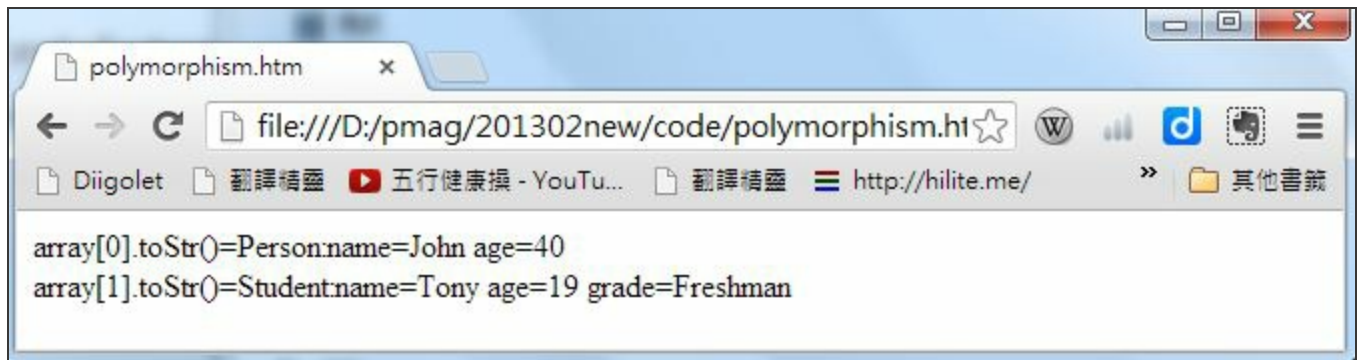 polymorphism.htm
file:///D:/pmag/201302new/code/polymorphism.ht
Diigolet 翻譯精靈 五行健康操 - YouTu... 翻譯精靈 http://hilite.me/ » 其他書籤
array[0].toStr()=Person:name=John age=40
array[1].toStr()=Student:name=Tony age=19 grade=Freshman